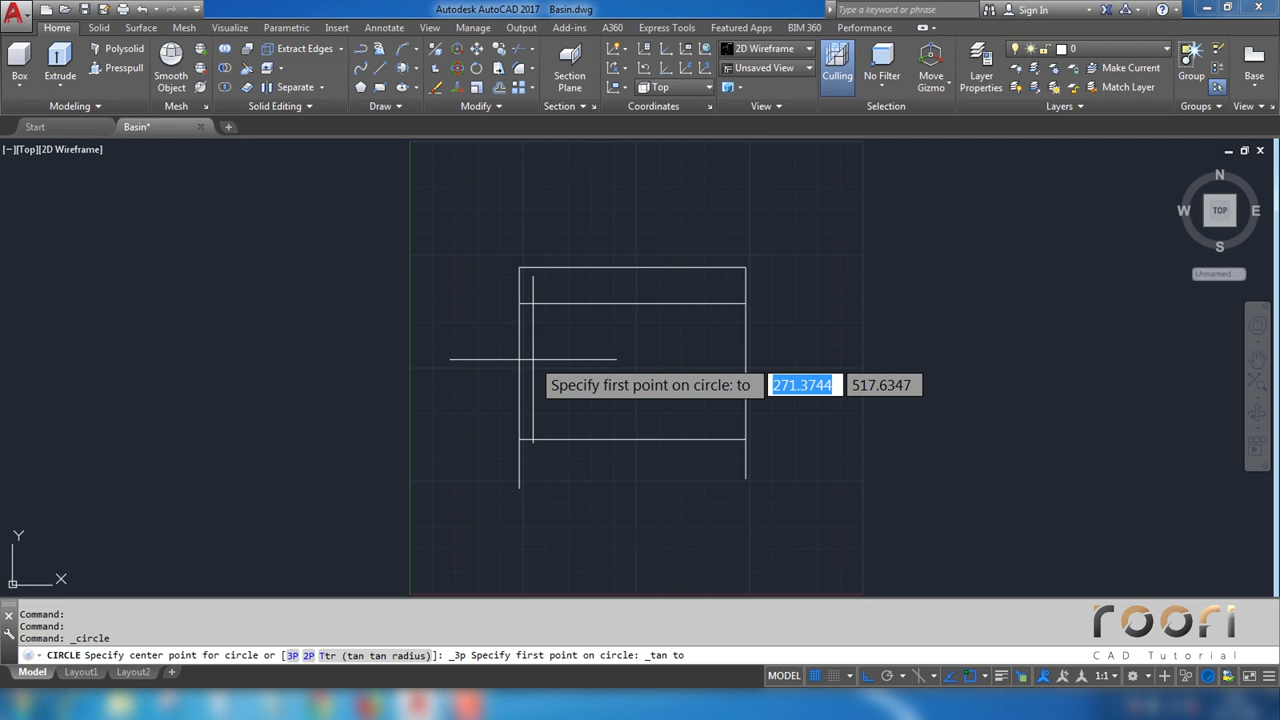 Autodesk AutoCAD 2017 Basin.dwg
Type a keyword or phrase
Sign In
Home Solid Surface Mesh Visualize Parametric Insert Annotate View Manage Output Add-ins A360 Express Tools Featured Apps BIM 360 Performance
Polysolid
Presspull
Box
Extrude
Smooth Object
Extrude Edges
Separate
Section Plane
2D Wireframe
Unsaved View
Top
Culling
No Filter
Move Gizmo
Layer Properties
0
Make Current
Match Layer
Group
Base
Modeling
Mesh
Solid Editing
Draw
Modify
Section
Coordinates
View
Selection
Layers
Groups
View
Start
Basin*
[−][Top][2D Wireframe]
N
W
TOP
E
S
Unnamed
Specify first point on circle: to 271.3744 517.6347
Y
X
Command:
Command:
Command: _circle
CIRCLE Specify center point for circle or [3P 2P Ttr (tan tan radius)]: _3p Specify first point on circle: _tan to
roofi
CAD Tutorial
Model Layout1 Layout2
MODEL
1:1